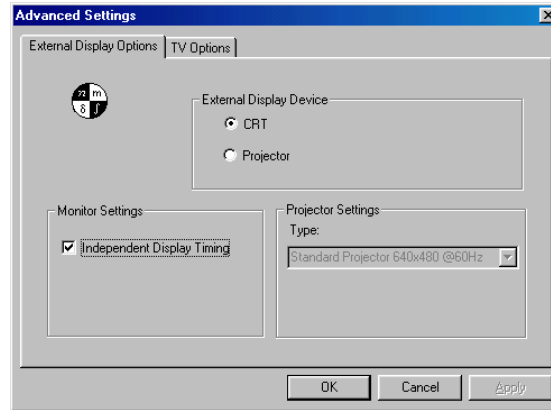 Advanced Settings
External Display Options TV Options
n m
δ ∫
External Display Device
CRT
Projector
Monitor Settings
Independent Display Timing
Projector Settings
Type:
Standard Projector 640x480 @60Hz
OK Cancel Apply